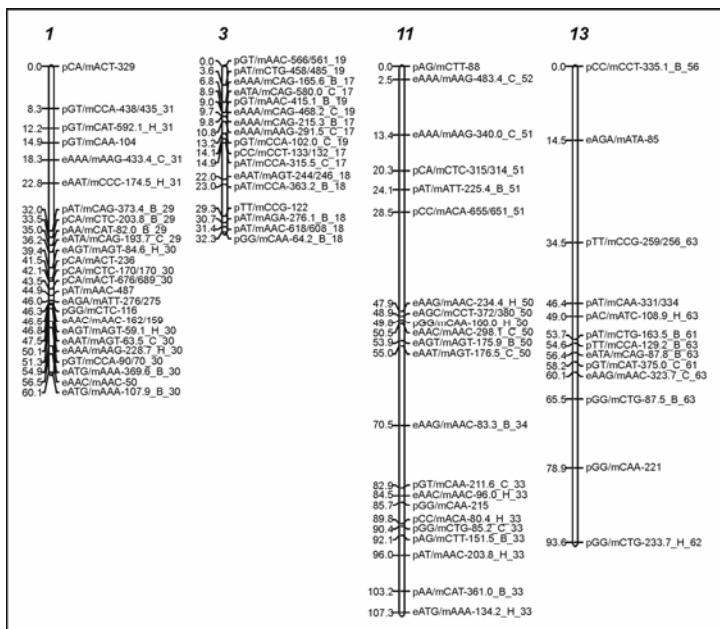 1
0.0 pCA/mACT-329
8.3 pGT/mCCA-438/435_31
12.2 pGT/mCAT-592.1_H_31
14.9 pGT/mCAA-104
18.3 eAAA/mAAG-433.4_C_31
22.8 eAAT/mCCC-174.5_H_31
32.0 pAT/mCAG-373.4_B_29
33.5 pCA/mCTC-203.8_B_29
35.0 pAA/mCAT-82.0_B_29
36.2 eATA/mCAG-193.7_C_29
39.4 eAGT/mAGT-84.6_H_30
41.5 pCA/mACT-236
42.1 pCA/mCTC-170/170_30
43.5 pCA/mACT-676/689_30
44.9 pAT/mAAC-487
46.0 eAGA/mATT-276/275
46.3 pGG/mCTC-116
46.5 eAAC/mAAC-162/159
46.8 eAGT/mAGT-59.1_H_30
47.5 eAAT/mAGT-63.5_C_30
50.1 eAAA/mAAG-228.7_H_30
51.3 pGT/mCCA-90/70_30
54.9 eATG/mAAA-369.6_B_30
56.5 eAAC/mAAC-50
60.1 eATG/mAAA-107.9_B_30
3
0.0 pGT/mAAC-566/561_19
3.6 pAT/mCTG-458/485_19
6.8 eAAA/mCAG-165.6_B_17
8.9 eATA/mCAG-580.0_C_17
9.0 pGT/mAAC-415.1_B_19
9.7 eAAA/mCAG-468.2_C_19
9.8 eAAA/mCAG-215.3_B_17
10.8 eAAA/mAAG-291.5_C_17
13.2 pGT/mCCA-102.0_C_19
14.1 pCC/mCCT-133/132_17
14.9 pAT/mCCA-315.5_C_17
22.0 eAAT/mAGT-244/246_18
23.0 pAT/mCCA-363.2_B_18
29.3 pTT/mCCG-122
30.7 pAT/mAGA-276.1_B_18
31.4 pAT/mAAC-618/608_18
32.3 pGG/mCAA-64.2_B_18
11
0.0 pAG/mCTT-88
2.5 eAAA/mAAG-483.4_C_52
13.4 eAAA/mAAG-340.0_C_51
20.3 pCA/mCTC-315/314_51
24.1 pAT/mATT-225.4_B_51
28.5 pCC/mACA-655/651_51
47.9 eAAG/mAAC-234.4_H_50
48.9 eAGC/mCCT-372/380_50
49.8 pGG/mCAA-100.0_H_50
50.5 eAAC/mAAC-298.1_C_50
53.9 eAGT/mAGT-175.9_B_50
55.0 eAAT/mAGT-176.5_C_50
70.5 eAAG/mAAC-83.3_B_34
82.9 pGT/mCAA-211.6_C_33
84.5 eAAC/mAAC-96.0_H_33
85.7 pGG/mCAA-215
89.8 pCC/mACA-80.4_H_33
90.4 pGG/mCTG-85.2_C_33
92.1 pAG/mCTT-151.5_B_33
96.0 pAT/mAAC-203.8_H_33
103.2 pAA/mCAT-361.0_B_33
107.3 eATG/mAAA-134.2_H_33
13
0.0 pCC/mCCT-335.1_B_56
14.5 eAGA/mATA-85
34.5 pTT/mCCG-259/256_63
46.4 pAT/mCAA-331/334
49.0 pAC/mATC-108.9_H_63
53.7 pAT/mCTG-163.5_B_61
54.6 pTT/mCCA-129.2_B_63
56.4 eATA/mCAG-87.8_B_63
58.2 pGT/mCAT-375.0_C_61
60.1 eAAG/mAAC-323.7_C_63
65.5 pGG/mCTG-87.5_B_63
78.9 pGG/mCAA-221
93.6 pGG/mCTG-233.7_H_62